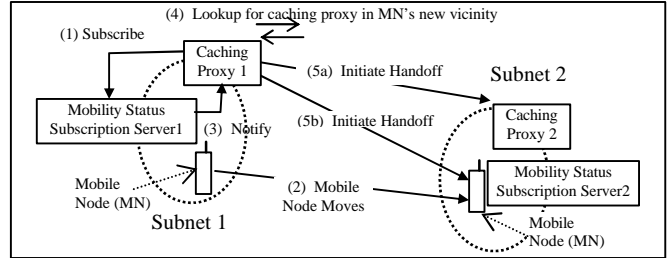 (4) Lookup for caching proxy in MN's new vicinity
(1) Subscribe
Caching
Proxy 1
(5a) Initiate Handoff
Subnet 2
Mobility Status
Subscription Server1
(3) Notify
(5b) Initiate Handoff
Caching
Proxy 2
Mobile
Node (MN)
(2) Mobile
Node Moves
Mobility Status
Subscription Server2
Subnet 1
Mobile
Node (MN)